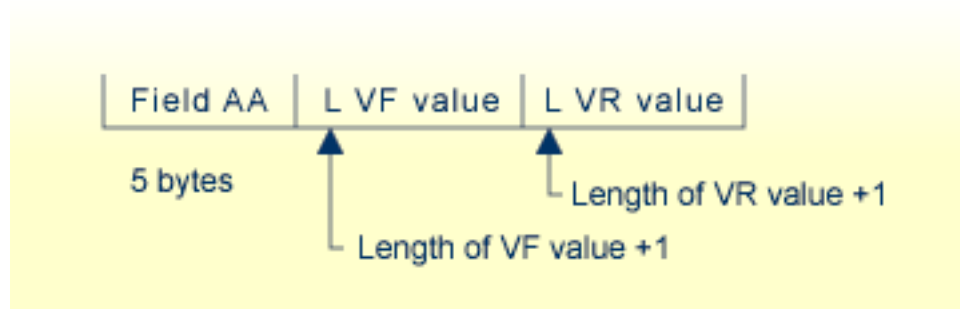 Field AA L VF value L VR value
5 bytes
Length of VR value +1
Length of VF value +1